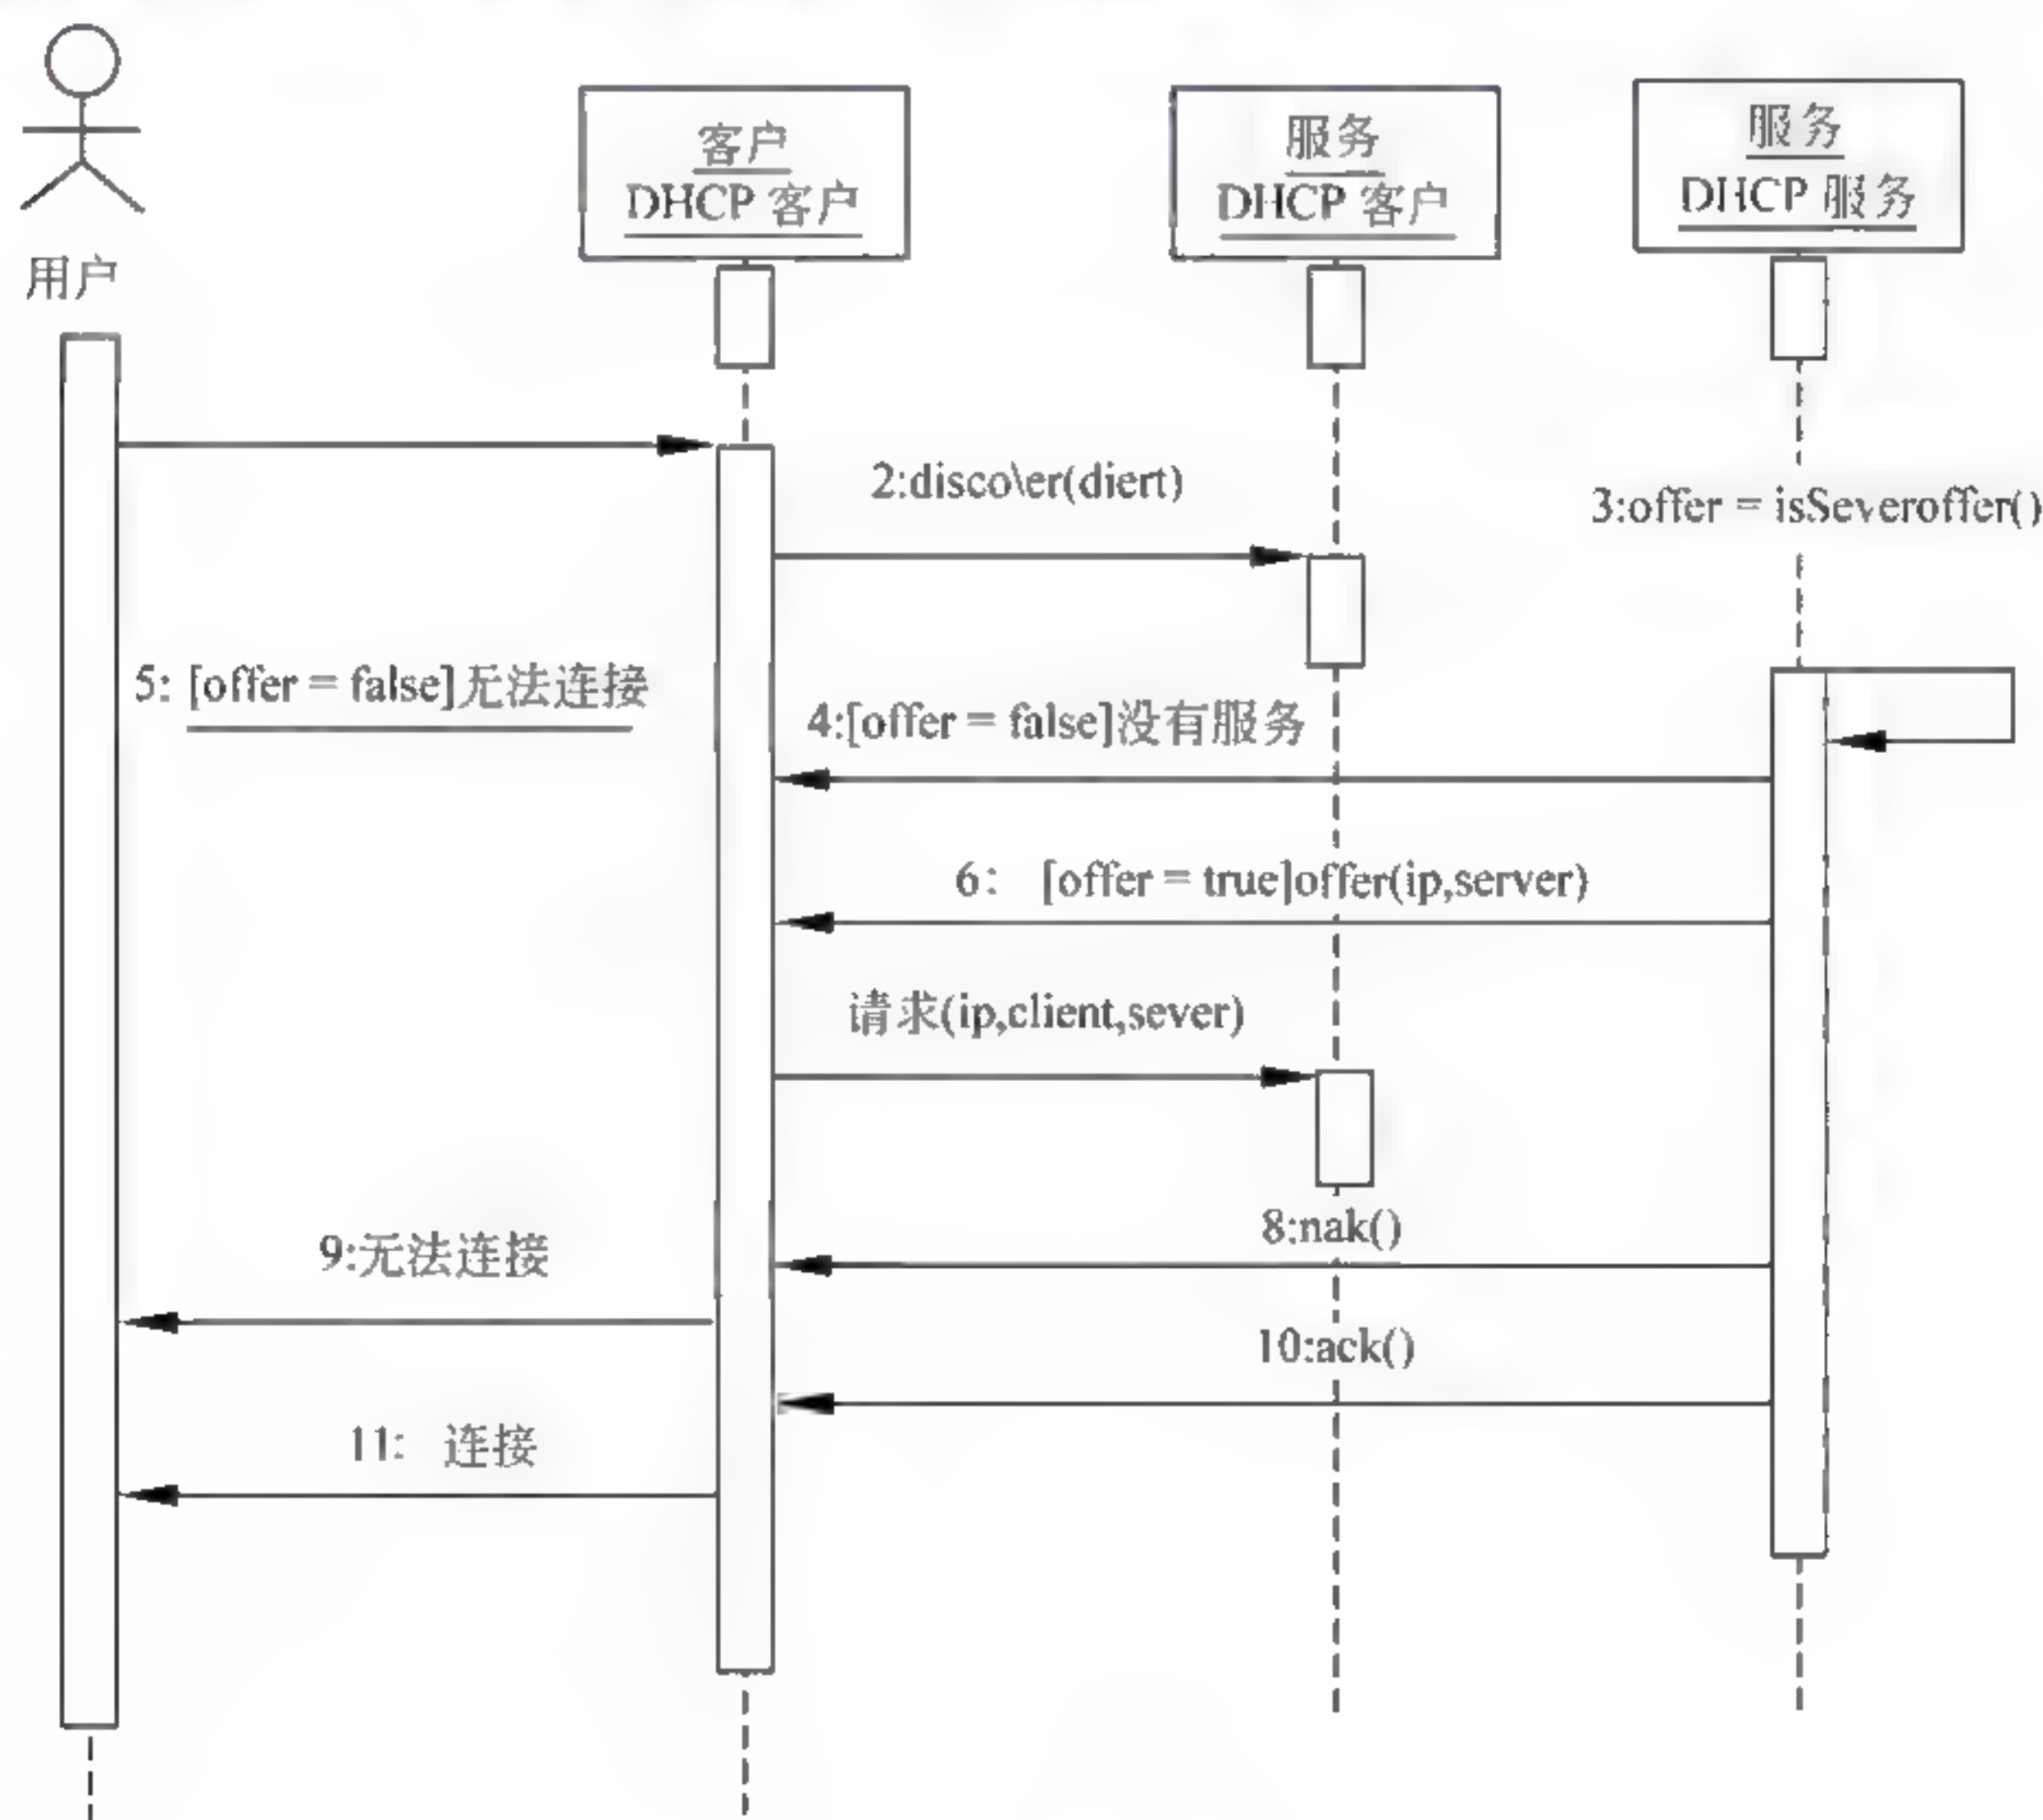 用户
客户
DHCP 客户
服务
DHCP 客户
服务
DHCP 服务
2:disco\er(diert)
3:offer = isSeveroffer()
5: [offer = false]无法连接
4:[offer = false]没有服务
6: [offer = true]offer(ip,server)
请求(ip,client,sever)
8:nak()
9:无法连接
10:ack()
11: 连接